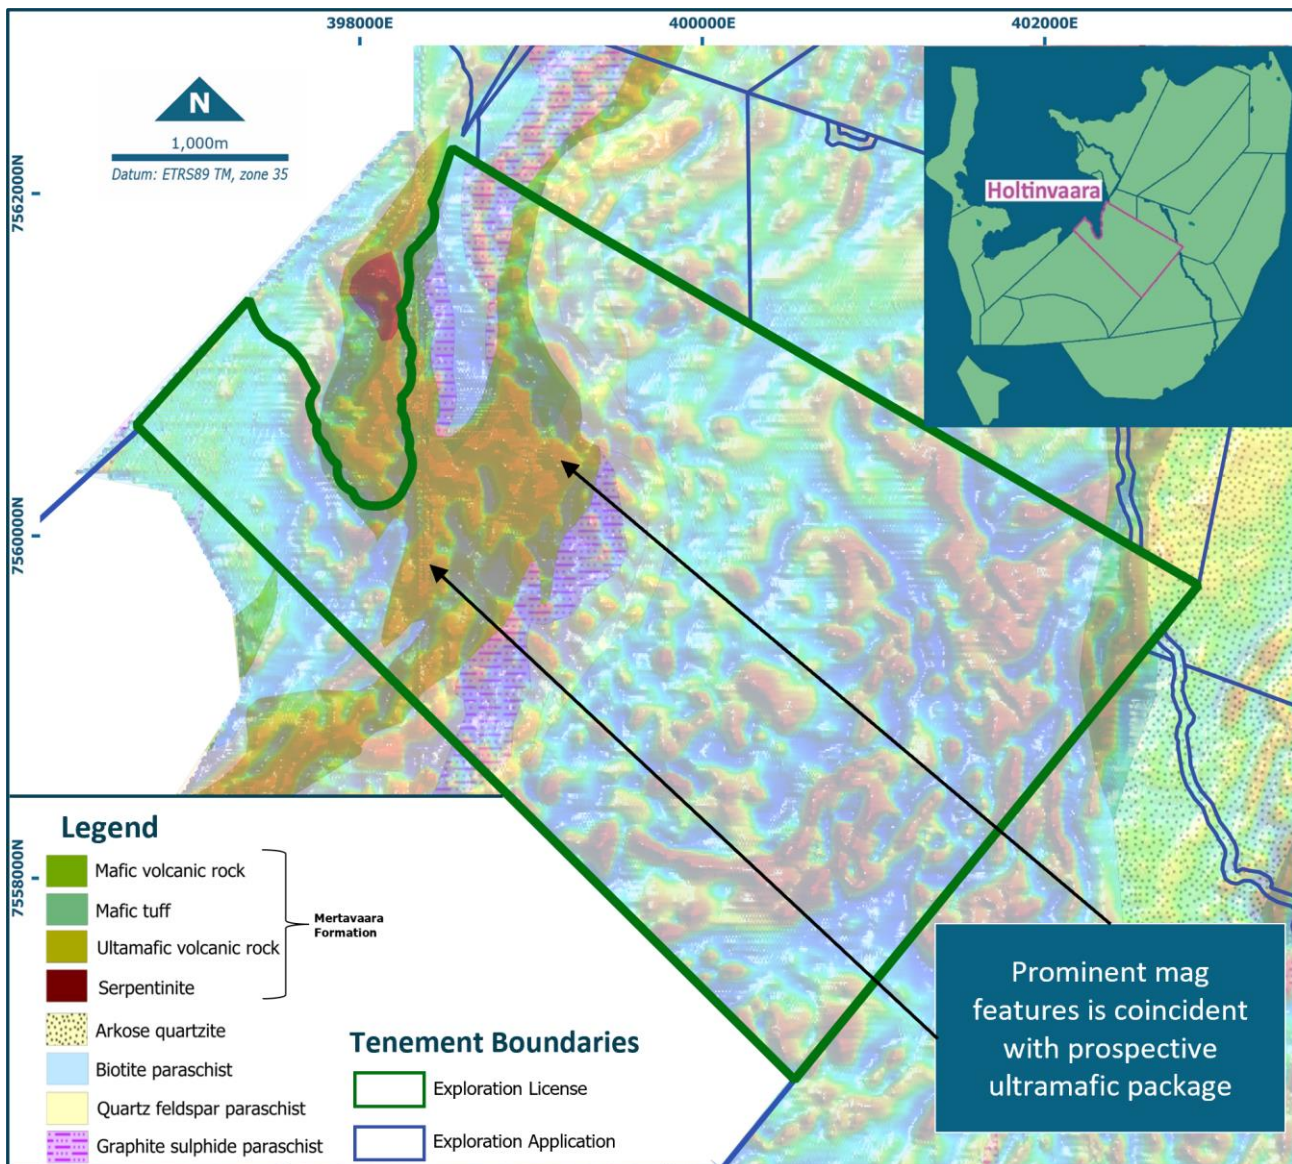 398000E
400000E
402000E
N
1,000m
Datum: ETRS89 TM, zone 35
7562000N
7560000N
7558000N
Holtinvaara
Legend
Mafic volcanic rock
Mafic tuff
Ultamafic volcanic rock
Serpentinite
Mertavaara
Formation
Arkose quartzite
Biotite paraschist
Quartz feldspar paraschist
Graphite sulphide paraschist
Tenement Boundaries
Exploration License
Exploration Application
Prominent mag
features is coincident
with prospective
ultramafic package